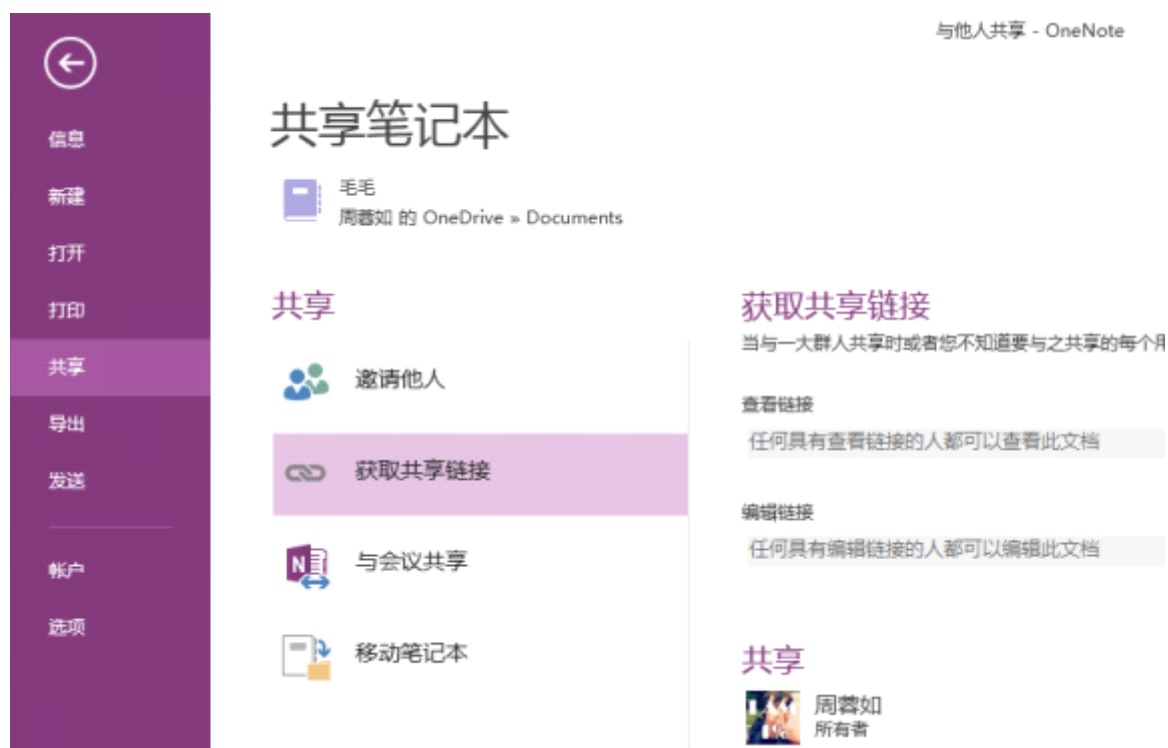 与他人共享 - OneNote
信息
新建
打开
打印
共享
导出
发送
帐户
选项
共享笔记本
毛毛
周蓉如 的 OneDrive » Documents
共享
邀请他人
获取共享链接
与会议共享
移动笔记本
获取共享链接
当与一大群人共享时或者您不知道要与之共享的每个用
查看链接
任何具有查看链接的人都可以查看此文档
编辑链接
任何具有编辑链接的人都可以编辑此文档
共享
周蓉如
所有者